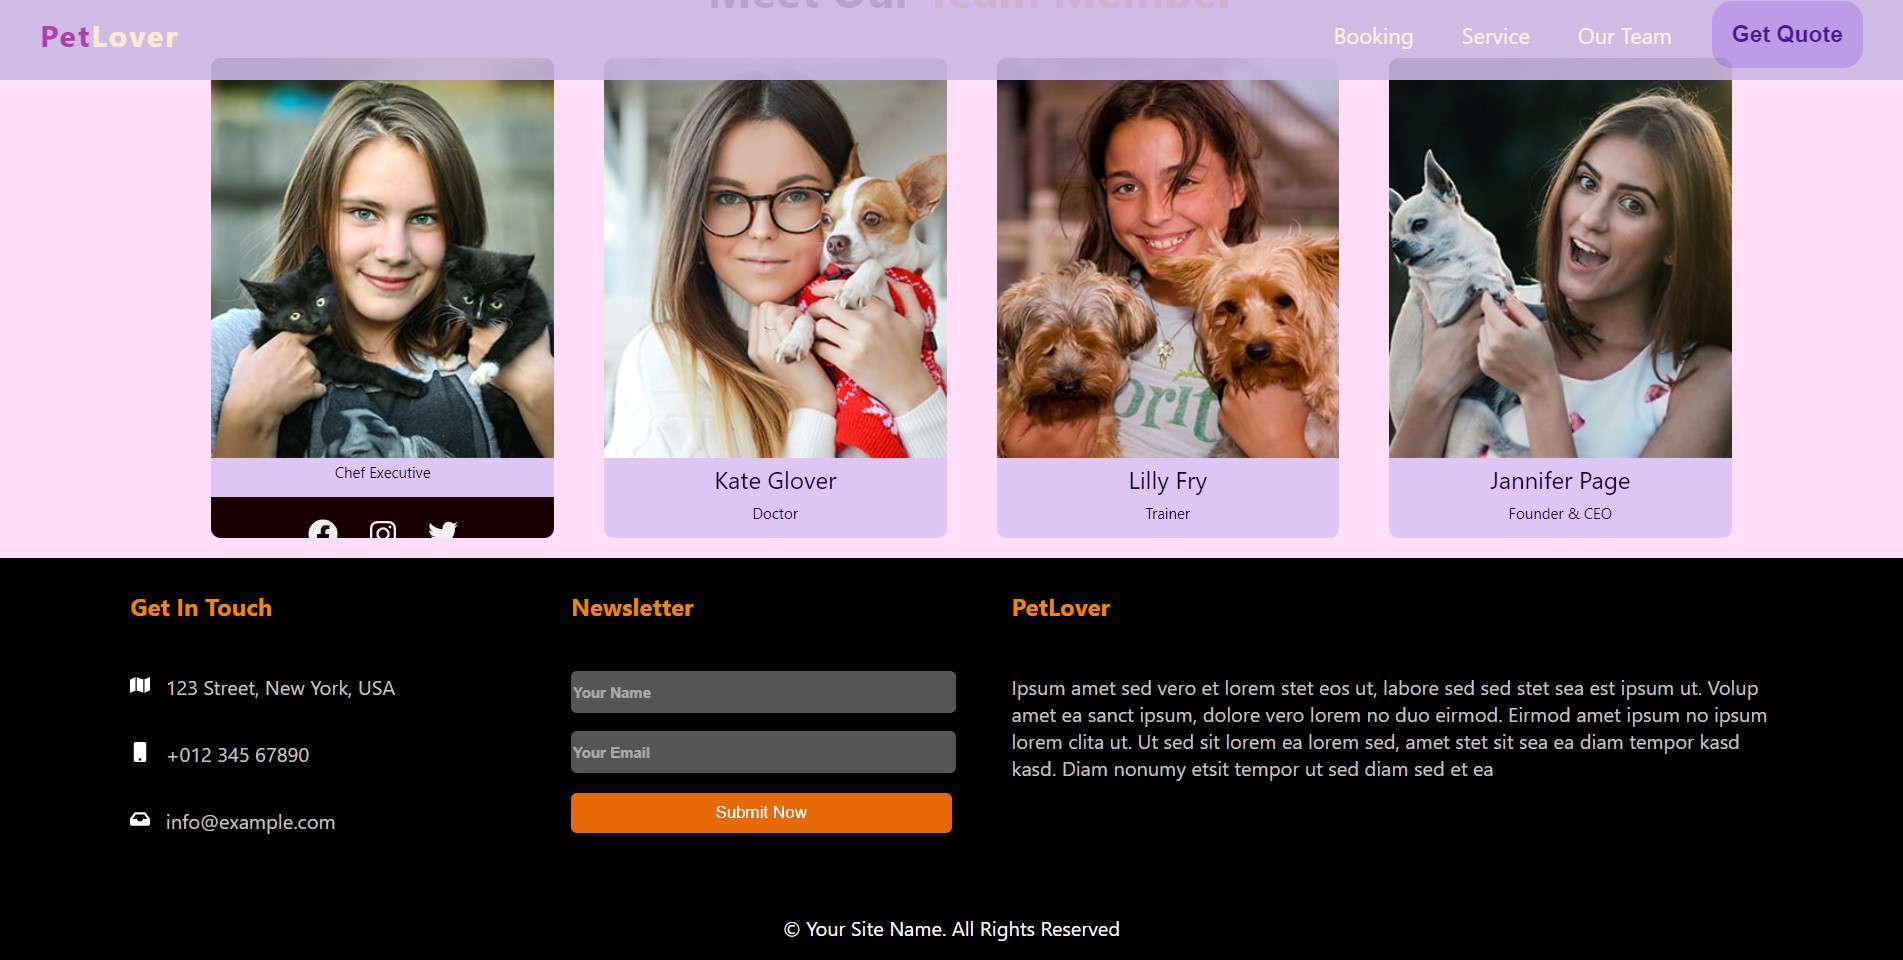 Meet Our Team Member
PetLover
Booking
Service
Our Team
Get Quote
Chef Executive
Kate Glover
Doctor
Lilly Fry
Trainer
Jannifer Page
Founder & CEO
Get In Touch
123 Street, New York, USA
+012 345 67890
info@example.com
Newsletter
Your Name
Your Email
Submit Now
PetLover
Ipsum amet sed vero et lorem stet eos ut, labore sed sed stet sea est ipsum ut. Volup
amet ea sanct ipsum, dolore vero lorem no duo eirmod. Eirmod amet ipsum no ipsum
lorem clita ut. Ut sed sit lorem ea lorem sed, amet stet sit sea ea diam tempor kasd
kasd. Diam nonumy etsit tempor ut sed diam sed et ea
© Your Site Name. All Rights Reserved